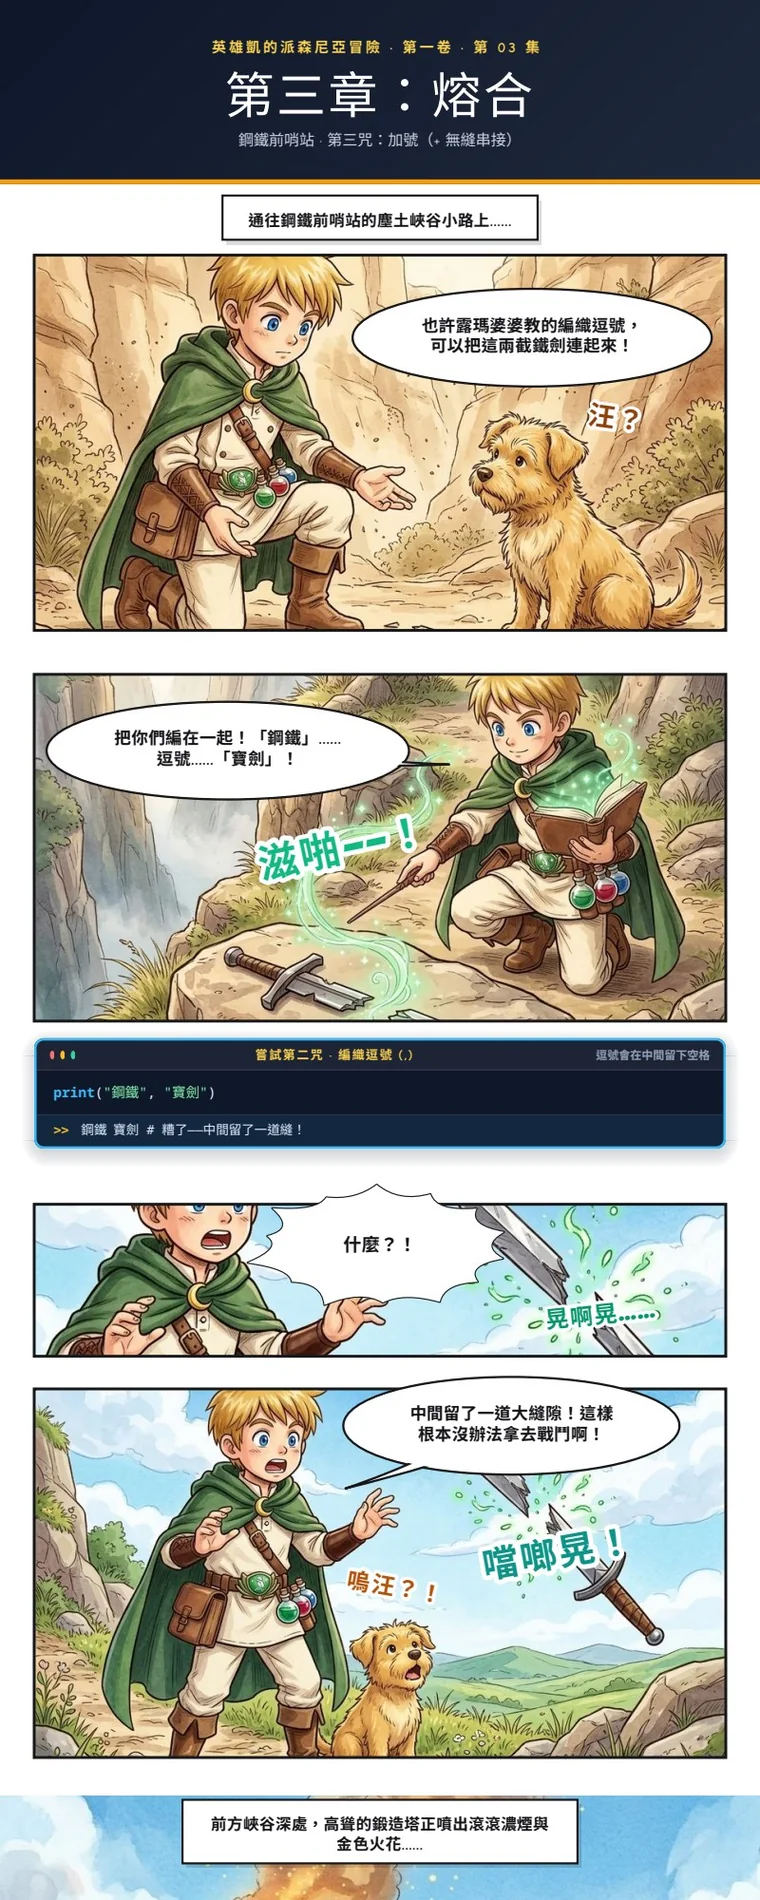 英雄凱的派森尼亞冒險 · 第一卷 · 第 03 集
第三章：熔合
鋼鐵前哨站 · 第三咒：加號（+ 無縫串接）
通往鋼鐵前哨站的塵土峽谷小路上……
也許露瑪婆婆教的編織逗號，
可以把這兩截鐵劍連起來！
汪？
把你們編在一起！「鋼鐵」……
逗號……「寶劍」！
滋啪——！
嘗試第二咒 · 編織逗號 (,)
逗號會在中間留下空格
print("鋼鐵", "寶劍")
>> 鋼鐵 寶劍 # 糟了——中間留了一道縫！
什麼？！
晃啊晃……
中間留了一道大縫隙！這樣
根本沒辦法拿去戰鬥啊！
噹啷晃！
嗚汪？！
前方峽谷深處，高聳的鍛造塔正噴出滾滾濃煙與
金色火花……